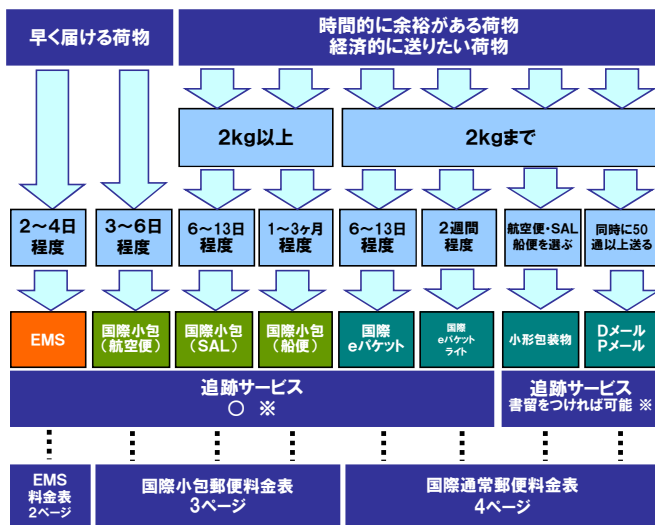 早く届ける荷物
時間的に余裕がある荷物
経済的に送りたい荷物
2kg以上
2kgまで
2～4日
程度
3～6日
程度
6～13日
程度
1～3ヶ月
程度
6～13日
程度
2週間
程度
航空便・SAL
船便を選ぶ
同時に50
通以上送る
EMS
国際小包
（航空便）
国際小包
（SAL）
国際小包
（船便）
国際
eパケット
国際
eパケット
ライト
小形包装物
Dメール
Pメール
追跡サービス
○ ※
追跡サービス
書留をつければ可能 ※
EMS
料金表
2ページ
国際小包郵便料金表
3ページ
国際通常郵便料金表
4ページ